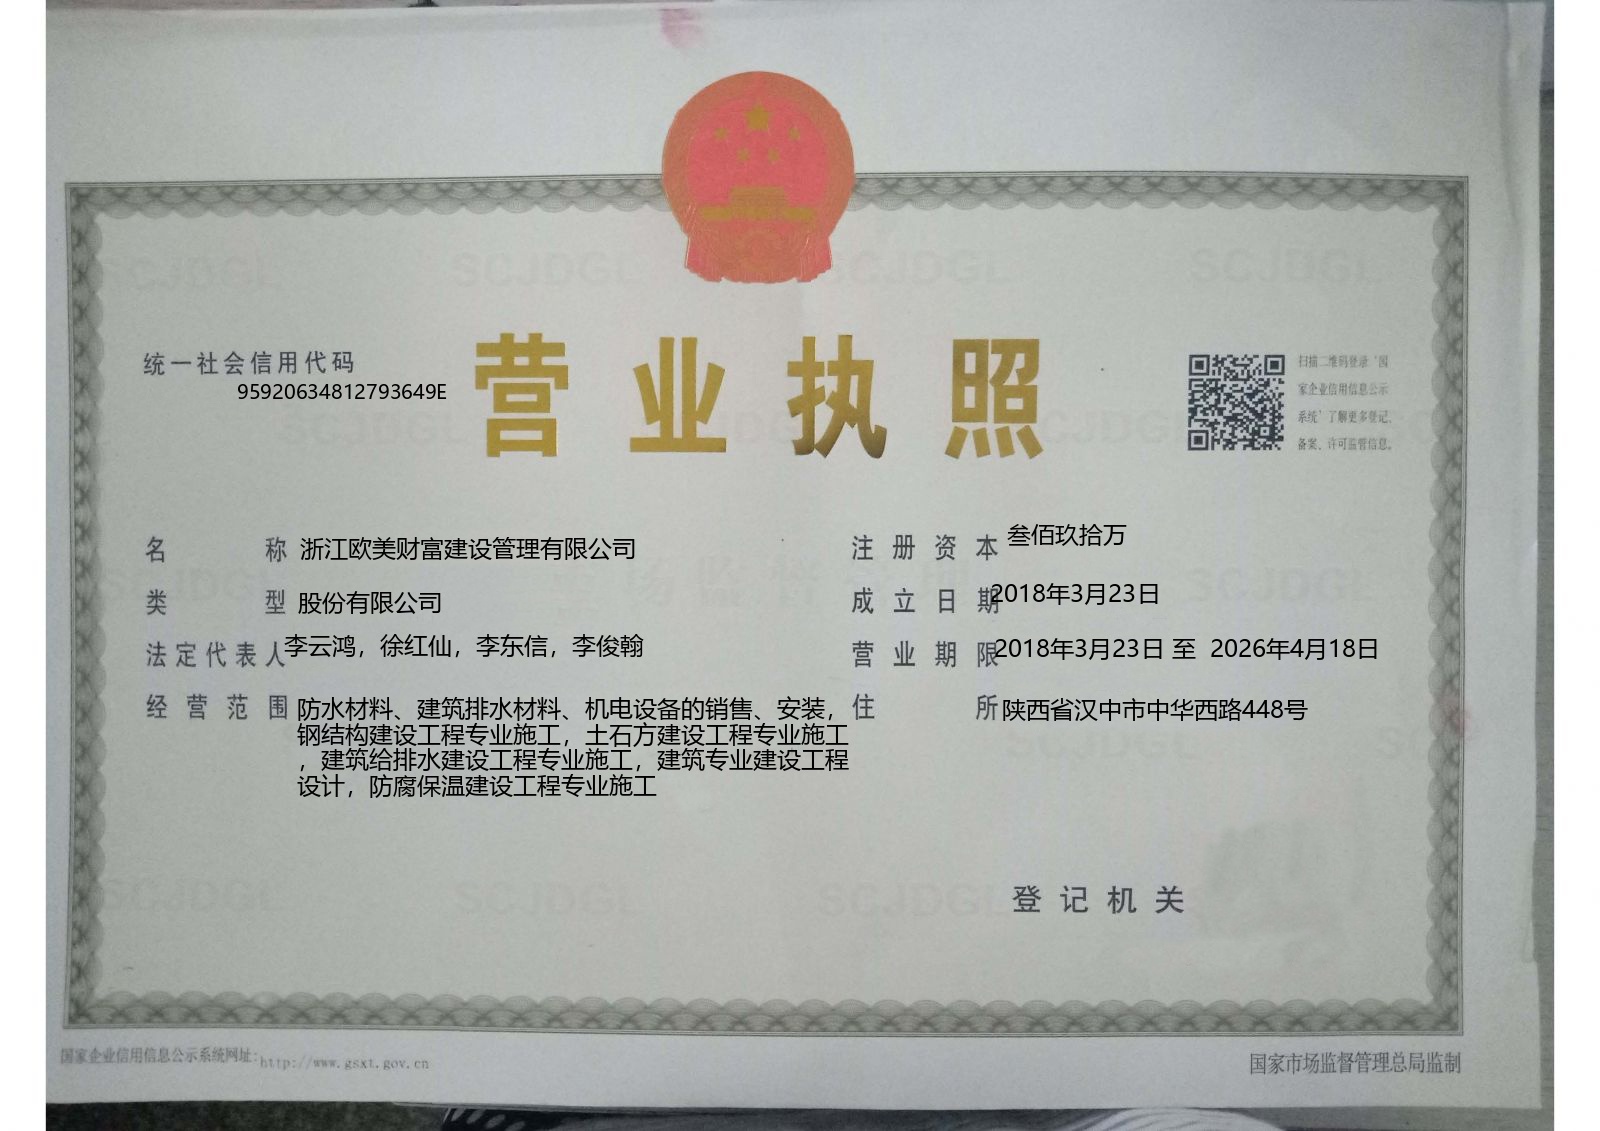 营业执照
统一社会信用代码
95920634812793649E
扫描二维码登录‘国
家企业信用信息公示
系统’了解更多登记、
备案、许可监管信息。
名称 浙江欧美财富建设管理有限公司
类型 股份有限公司
法定代表人 李云鸿，徐红仙，李东信，李俊翰
经营范围 防水材料、建筑排水材料、机电设备的销售、安装，
钢结构建设工程专业施工，土石方建设工程专业施工
，建筑给排水建设工程专业施工，建筑专业建设工程
设计，防腐保温建设工程专业施工
注册资本 叁佰玖拾万
成立日期 2018年3月23日
营业期限 2018年3月23日 至 2026年4月18日
住所 陕西省汉中市中华西路448号
登记机关
国家企业信用信息公示系统网址：http://www.gsxt.gov.cn
国家市场监督管理总局监制
SCJDGL
SCJDGL
SCJDGL
SCJDGL